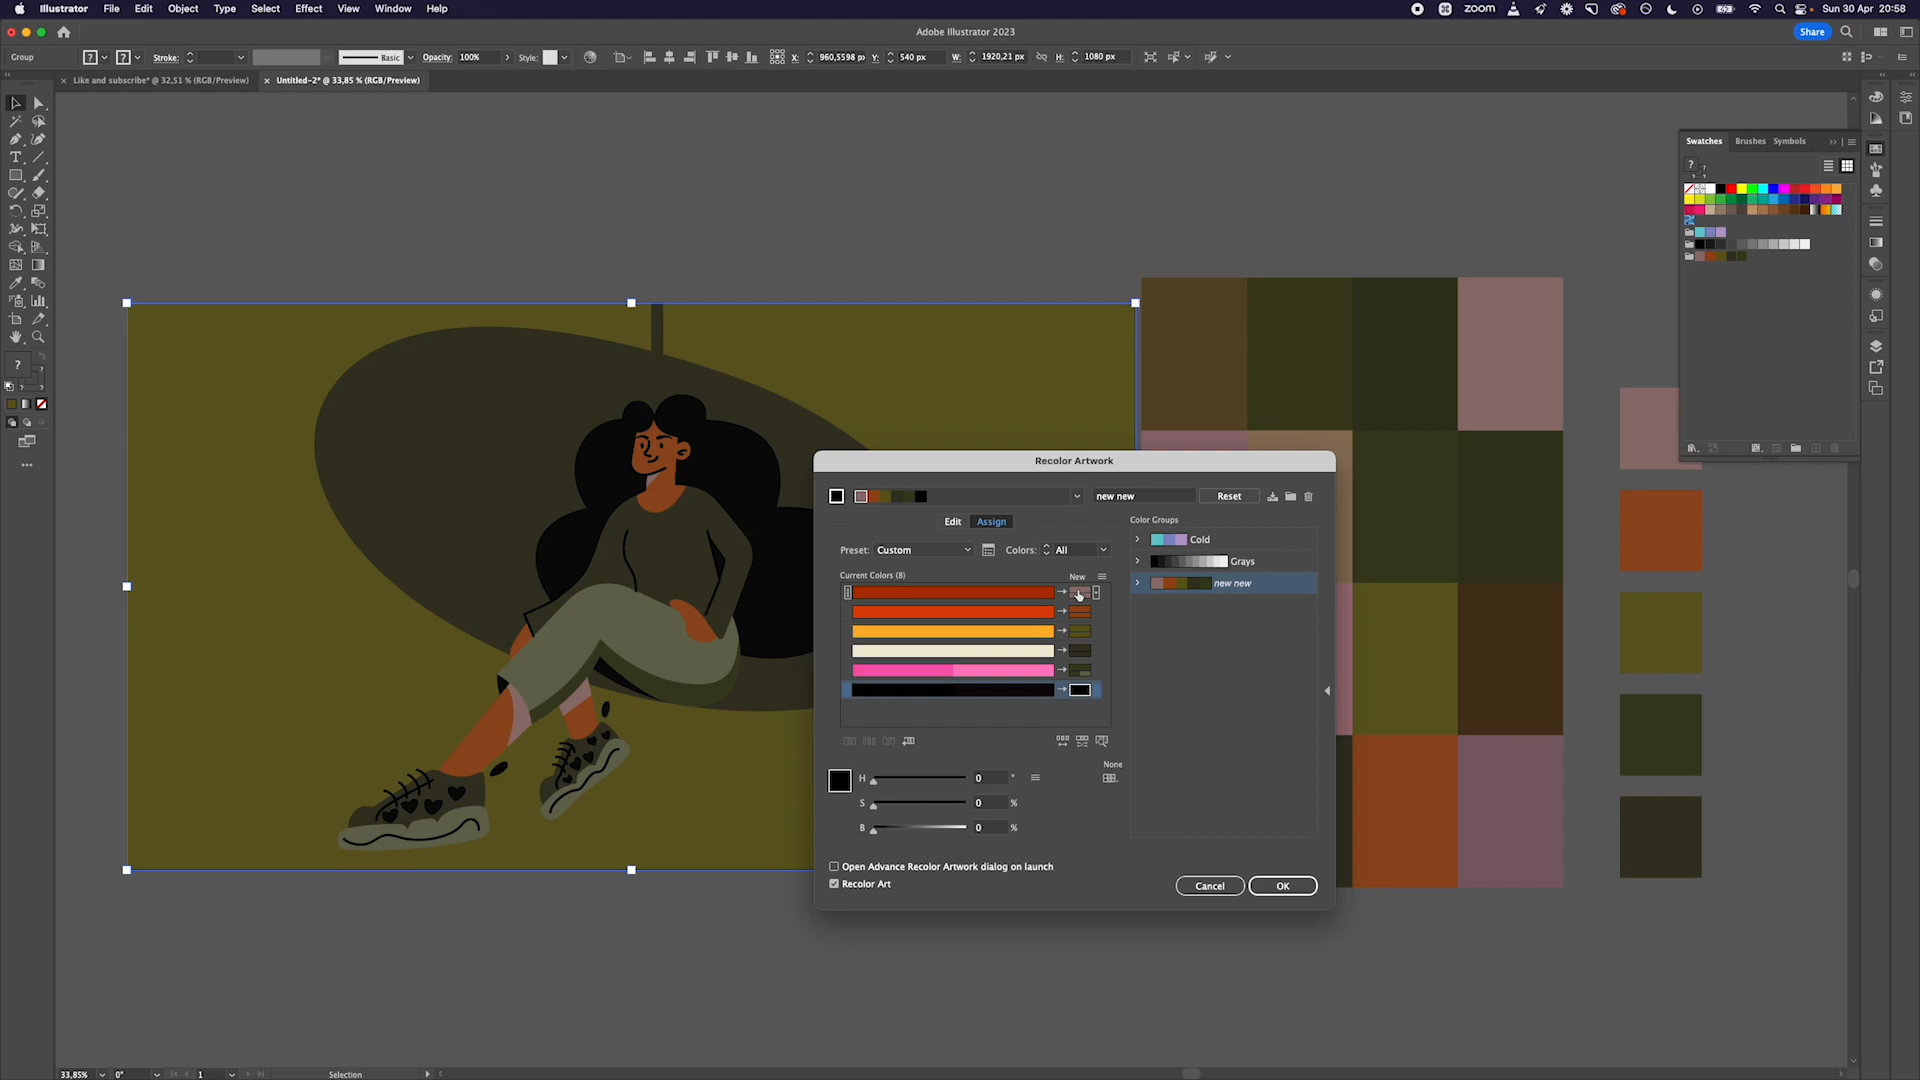 Illustrator File Edit Object Type Select Effect View Window Help
zoom Sun 30 Apr 20:58
Adobe Illustrator 2023
Share
Group ? ? Stroke: Basic Opacity: 100% Style: X: 960,5598 px Y: 540 px W: 1920,21 px H: 1080 px
Like and subscribe* @ 32,51 % (RGB/Preview) Untitled-2* @ 33,85 % (RGB/Preview)
Swatches Brushes Symbols
?
?
?
Recolor Artwork
new new Reset
Edit Assign
Color Groups
Cold
Grays
new new
Preset: Custom Colors: All
Current Colors (8) New
None
H 0 °
S 0 %
B 0 %
Open Advance Recolor Artwork dialog on launch
Recolor Art
Cancel OK
33,85% 0° 1 Selection